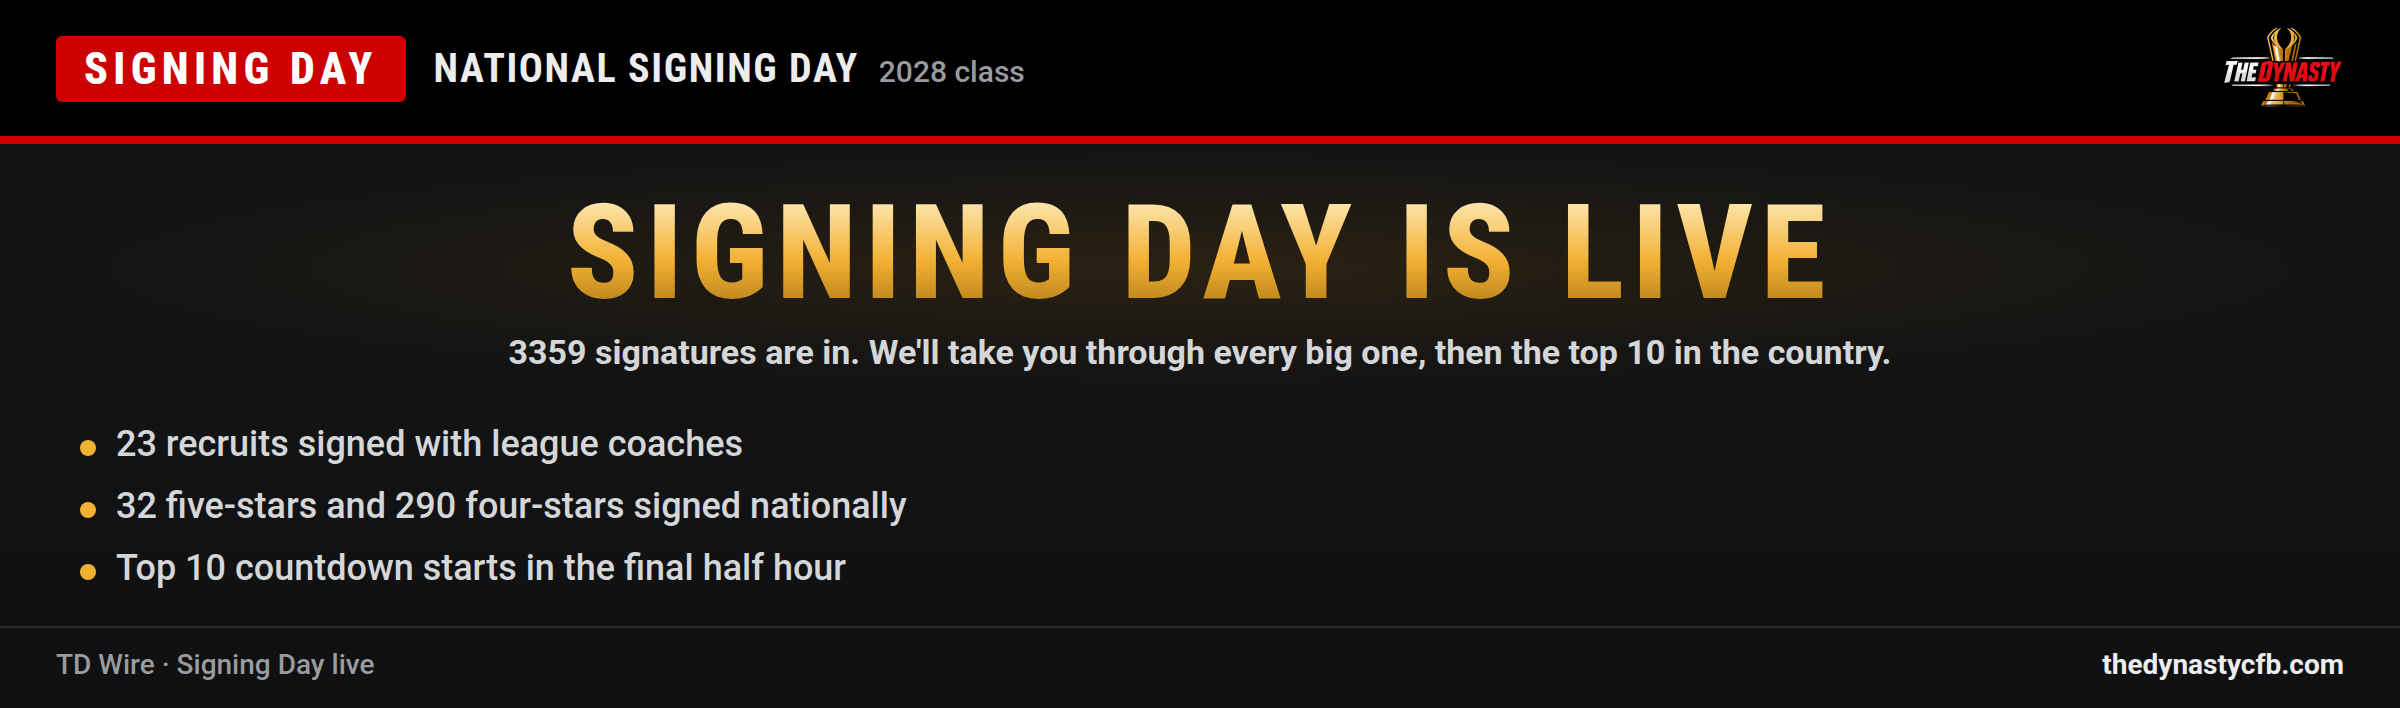 SIGNING DAY NATIONAL SIGNING DAY 2028 class
THE DYNASTY
SIGNING DAY IS LIVE
3359 signatures are in. We'll take you through every big one, then the top 10 in the country.
23 recruits signed with league coaches
32 five-stars and 290 four-stars signed nationally
Top 10 countdown starts in the final half hour
TD Wire · Signing Day live
thedynastycfb.com